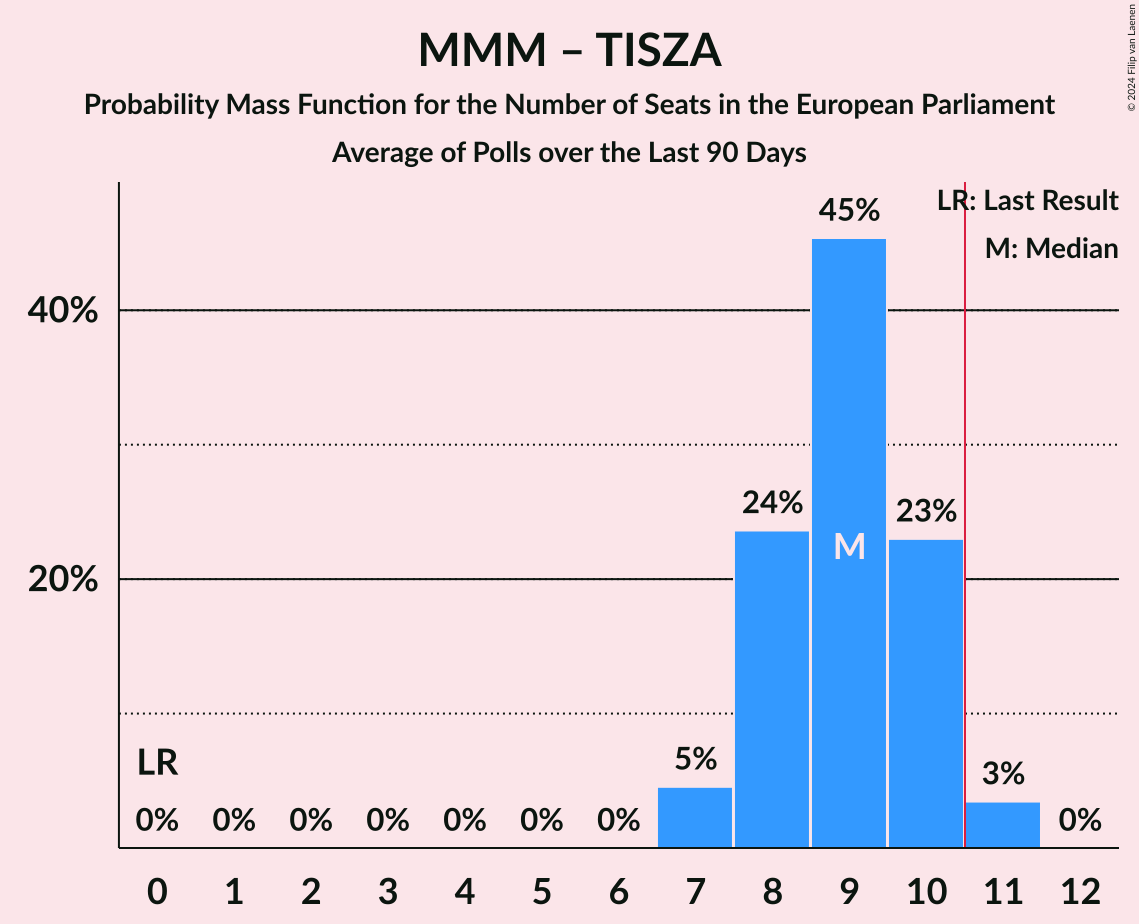 MMM – TISZA
Probability Mass Function for the Number of Seats in the European Parliament
Average of Polls over the Last 90 Days
© 2024 Filip van Laenen
LR: Last Result
M: Median
45%
40%
24%
23%
M
20%
LR
5%
3%
0% 0% 0% 0% 0% 0% 0% 0%
0 1 2 3 4 5 6 7 8 9 10 11 12